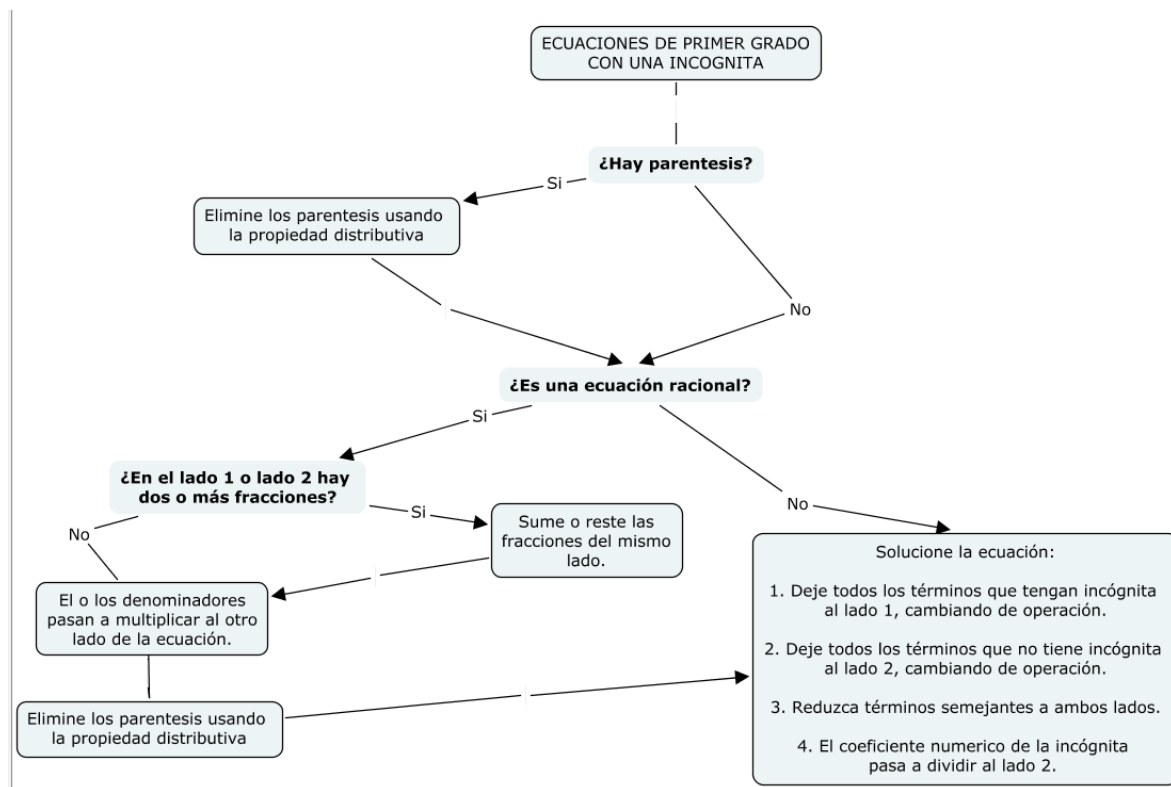 ECUACIONES DE PRIMER GRADO
CON UNA INCOGNITA
¿Hay parentesis?
Si
Elimine los parentesis usando
la propiedad distributiva
No
¿Es una ecuación racional?
Si
¿En el lado 1 o lado 2 hay
dos o más fracciones?
No
Si
No
Sume o reste las
fracciones del mismo
lado.
El o los denominadores
pasan a multiplicar al otro
lado de la ecuación.
Elimine los parentesis usando
la propiedad distributiva
Solucione la ecuación:
1. Deje todos los términos que tengan incógnita
al lado 1, cambiando de operación.
2. Deje todos los términos que no tiene incógnita
al lado 2, cambiando de operación.
3. Reduzca términos semejantes a ambos lados.
4. El coeficiente numerico de la incógnita
pasa a dividir al lado 2.